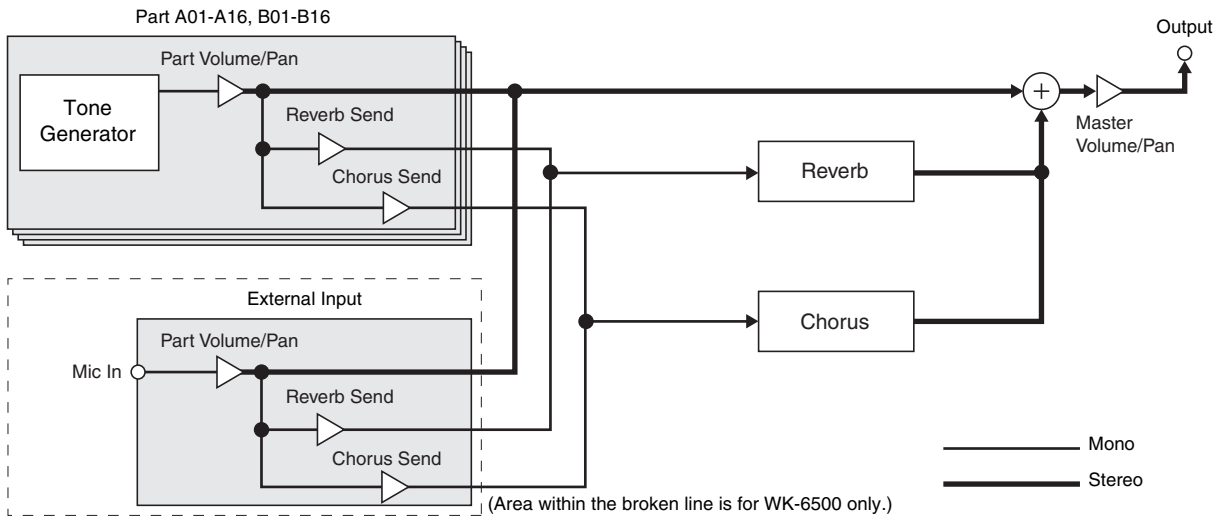 Part A01-A16, B01-B16
Output
Part Volume/Pan
Tone
Generator
Reverb Send
Master
Volume/Pan
Chorus Send
Reverb
External Input
Chorus
Part Volume/Pan
Mic In
Reverb Send
Chorus Send
Mono
Stereo
(Area within the broken line is for WK-6500 only.)